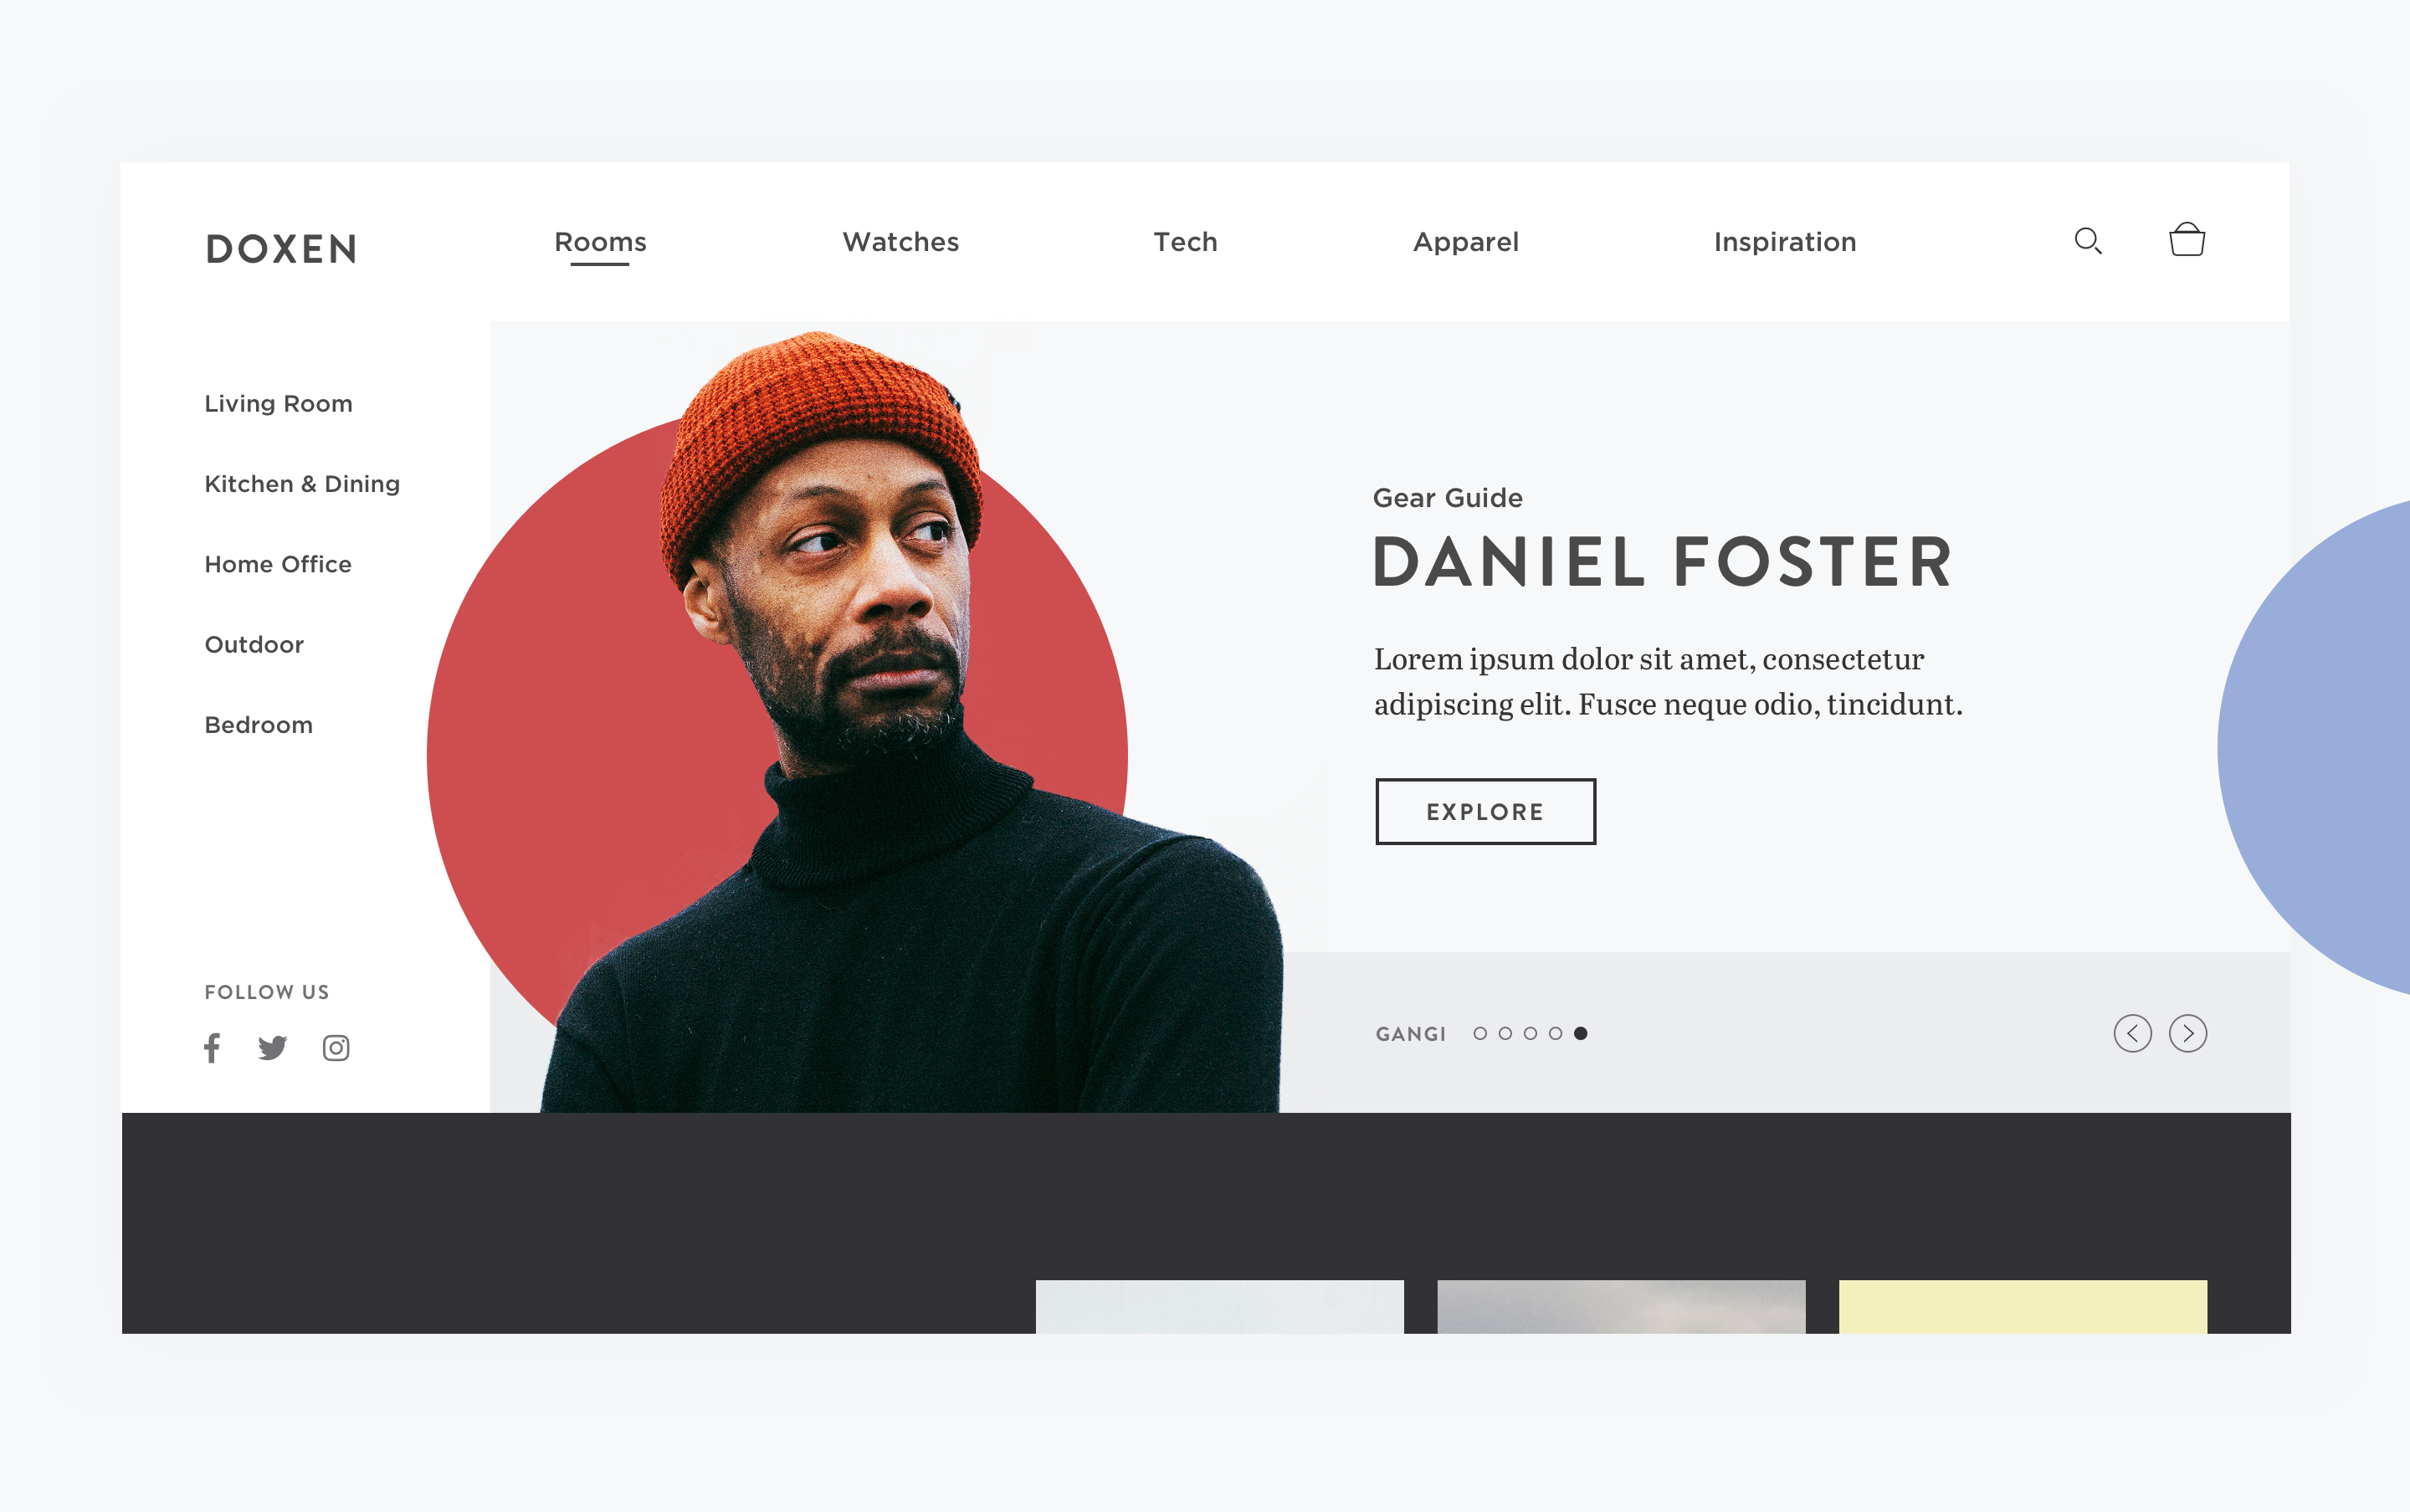 DOXEN
Rooms
Watches
Tech
Apparel
Inspiration
Living Room
Kitchen & Dining
Home Office
Outdoor
Bedroom
FOLLOW US
Gear Guide
DANIEL FOSTER
Lorem ipsum dolor sit amet, consectetur
adipiscing elit. Fusce neque odio, tincidunt.
EXPLORE
GANGI